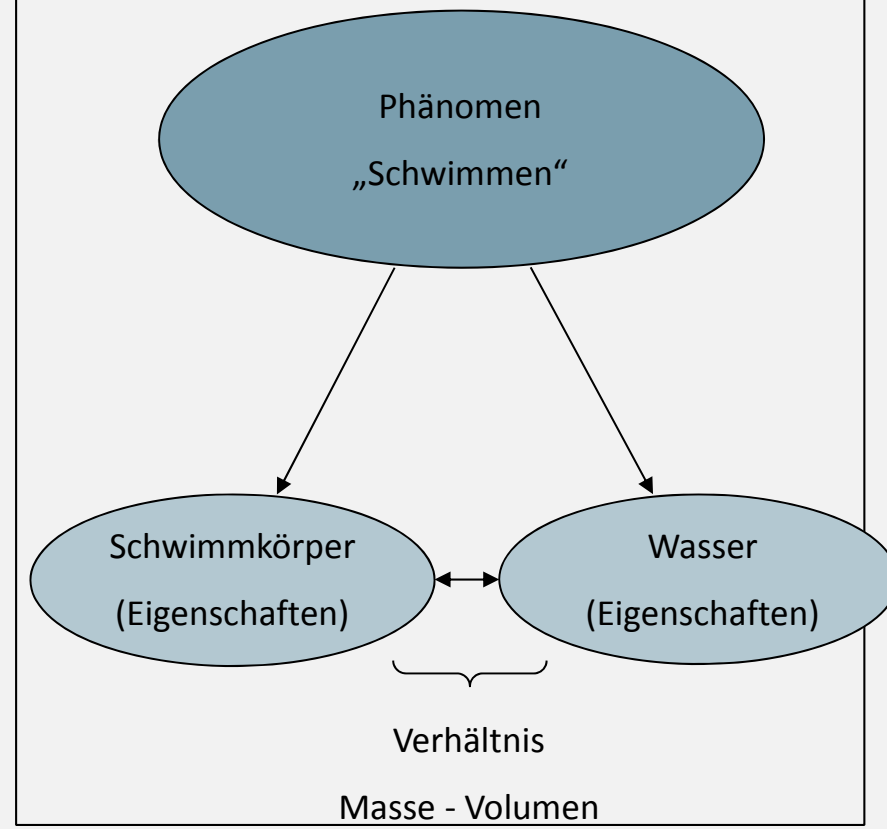 Phänomen
„Schwimmen“
Schwimmkörper
(Eigenschaften)
Wasser
(Eigenschaften)
Verhältnis
Masse - Volumen